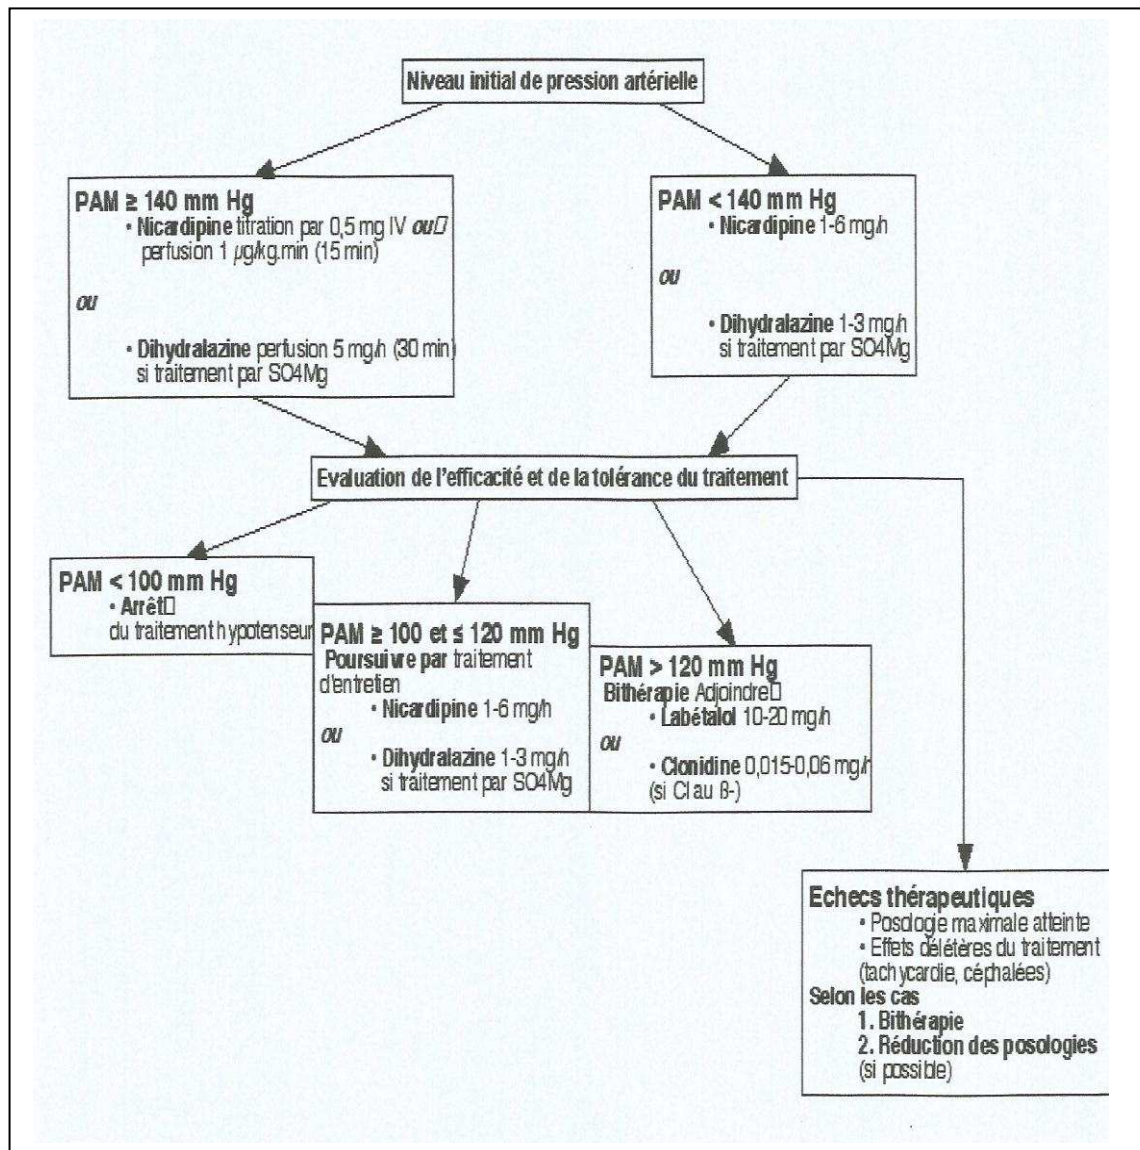 Niveau initial de pression artérielle
PAM ≥ 140 mm Hg
• Nicardipine titration par 0,5 mg IV ou
perfusion 1 µg/kg.min (15 min)
ou
• Dihydralazine perfusion 5 mg/h (30 min)
si traitement par SO4Mg
PAM < 140 mm Hg
• Nicardipine 1-6 mg/h
ou
• Dihydralazine 1-3 mg/h
si traitement par SO4Mg
Evaluation de l'efficacité et de la tolérance du traitement
PAM < 100 mm Hg
• Arrêt
du traitement hypotenseur
PAM ≥ 100 et ≤ 120 mm Hg
Poursuivre par traitement
d'entretien
• Nicardipine 1-6 mg/h
ou
• Dihydralazine 1-3 mg/h
si traitement par SO4Mg
PAM > 120 mm Hg
Bithérapie Adjoindre
• Labétalol 10-20 mg/h
ou
• Clonidine 0,015-0,06 mg/h
(si CI au ß-)
Echecs thérapeutiques
• Posologie maximale atteinte
• Effets délétères du traitement
(tachycardie, céphalées)
Selon les cas
1. Bithérapie
2. Réduction des posologies
(si possible)